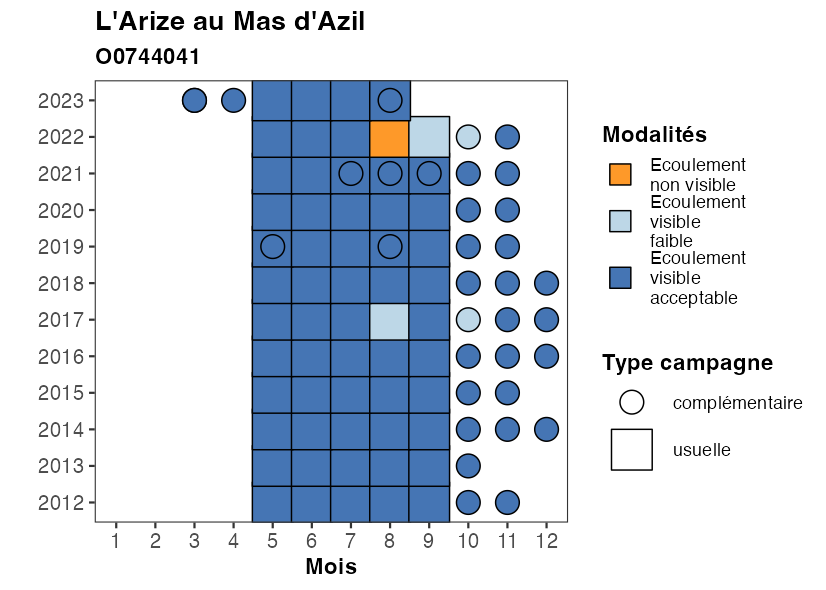 L'Arize au Mas d'Azil
O0744041
2023
2022
2021
2020
2019
2018
2017
2016
2015
2014
2013
2012
1 2 3 4 5 6 7 8 9 10 11 12
Mois
Modalités
Ecoulement
non visible
Ecoulement
visible
faible
Ecoulement
visible
acceptable
Type campagne
complémentaire
usuelle